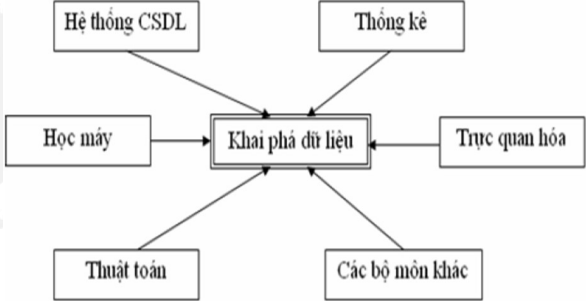 Hệ thống CSDL
Thống kê
Học máy
Khai phá dữ liệu
Trực quan hóa
Thuật toán
Các bộ môn khác